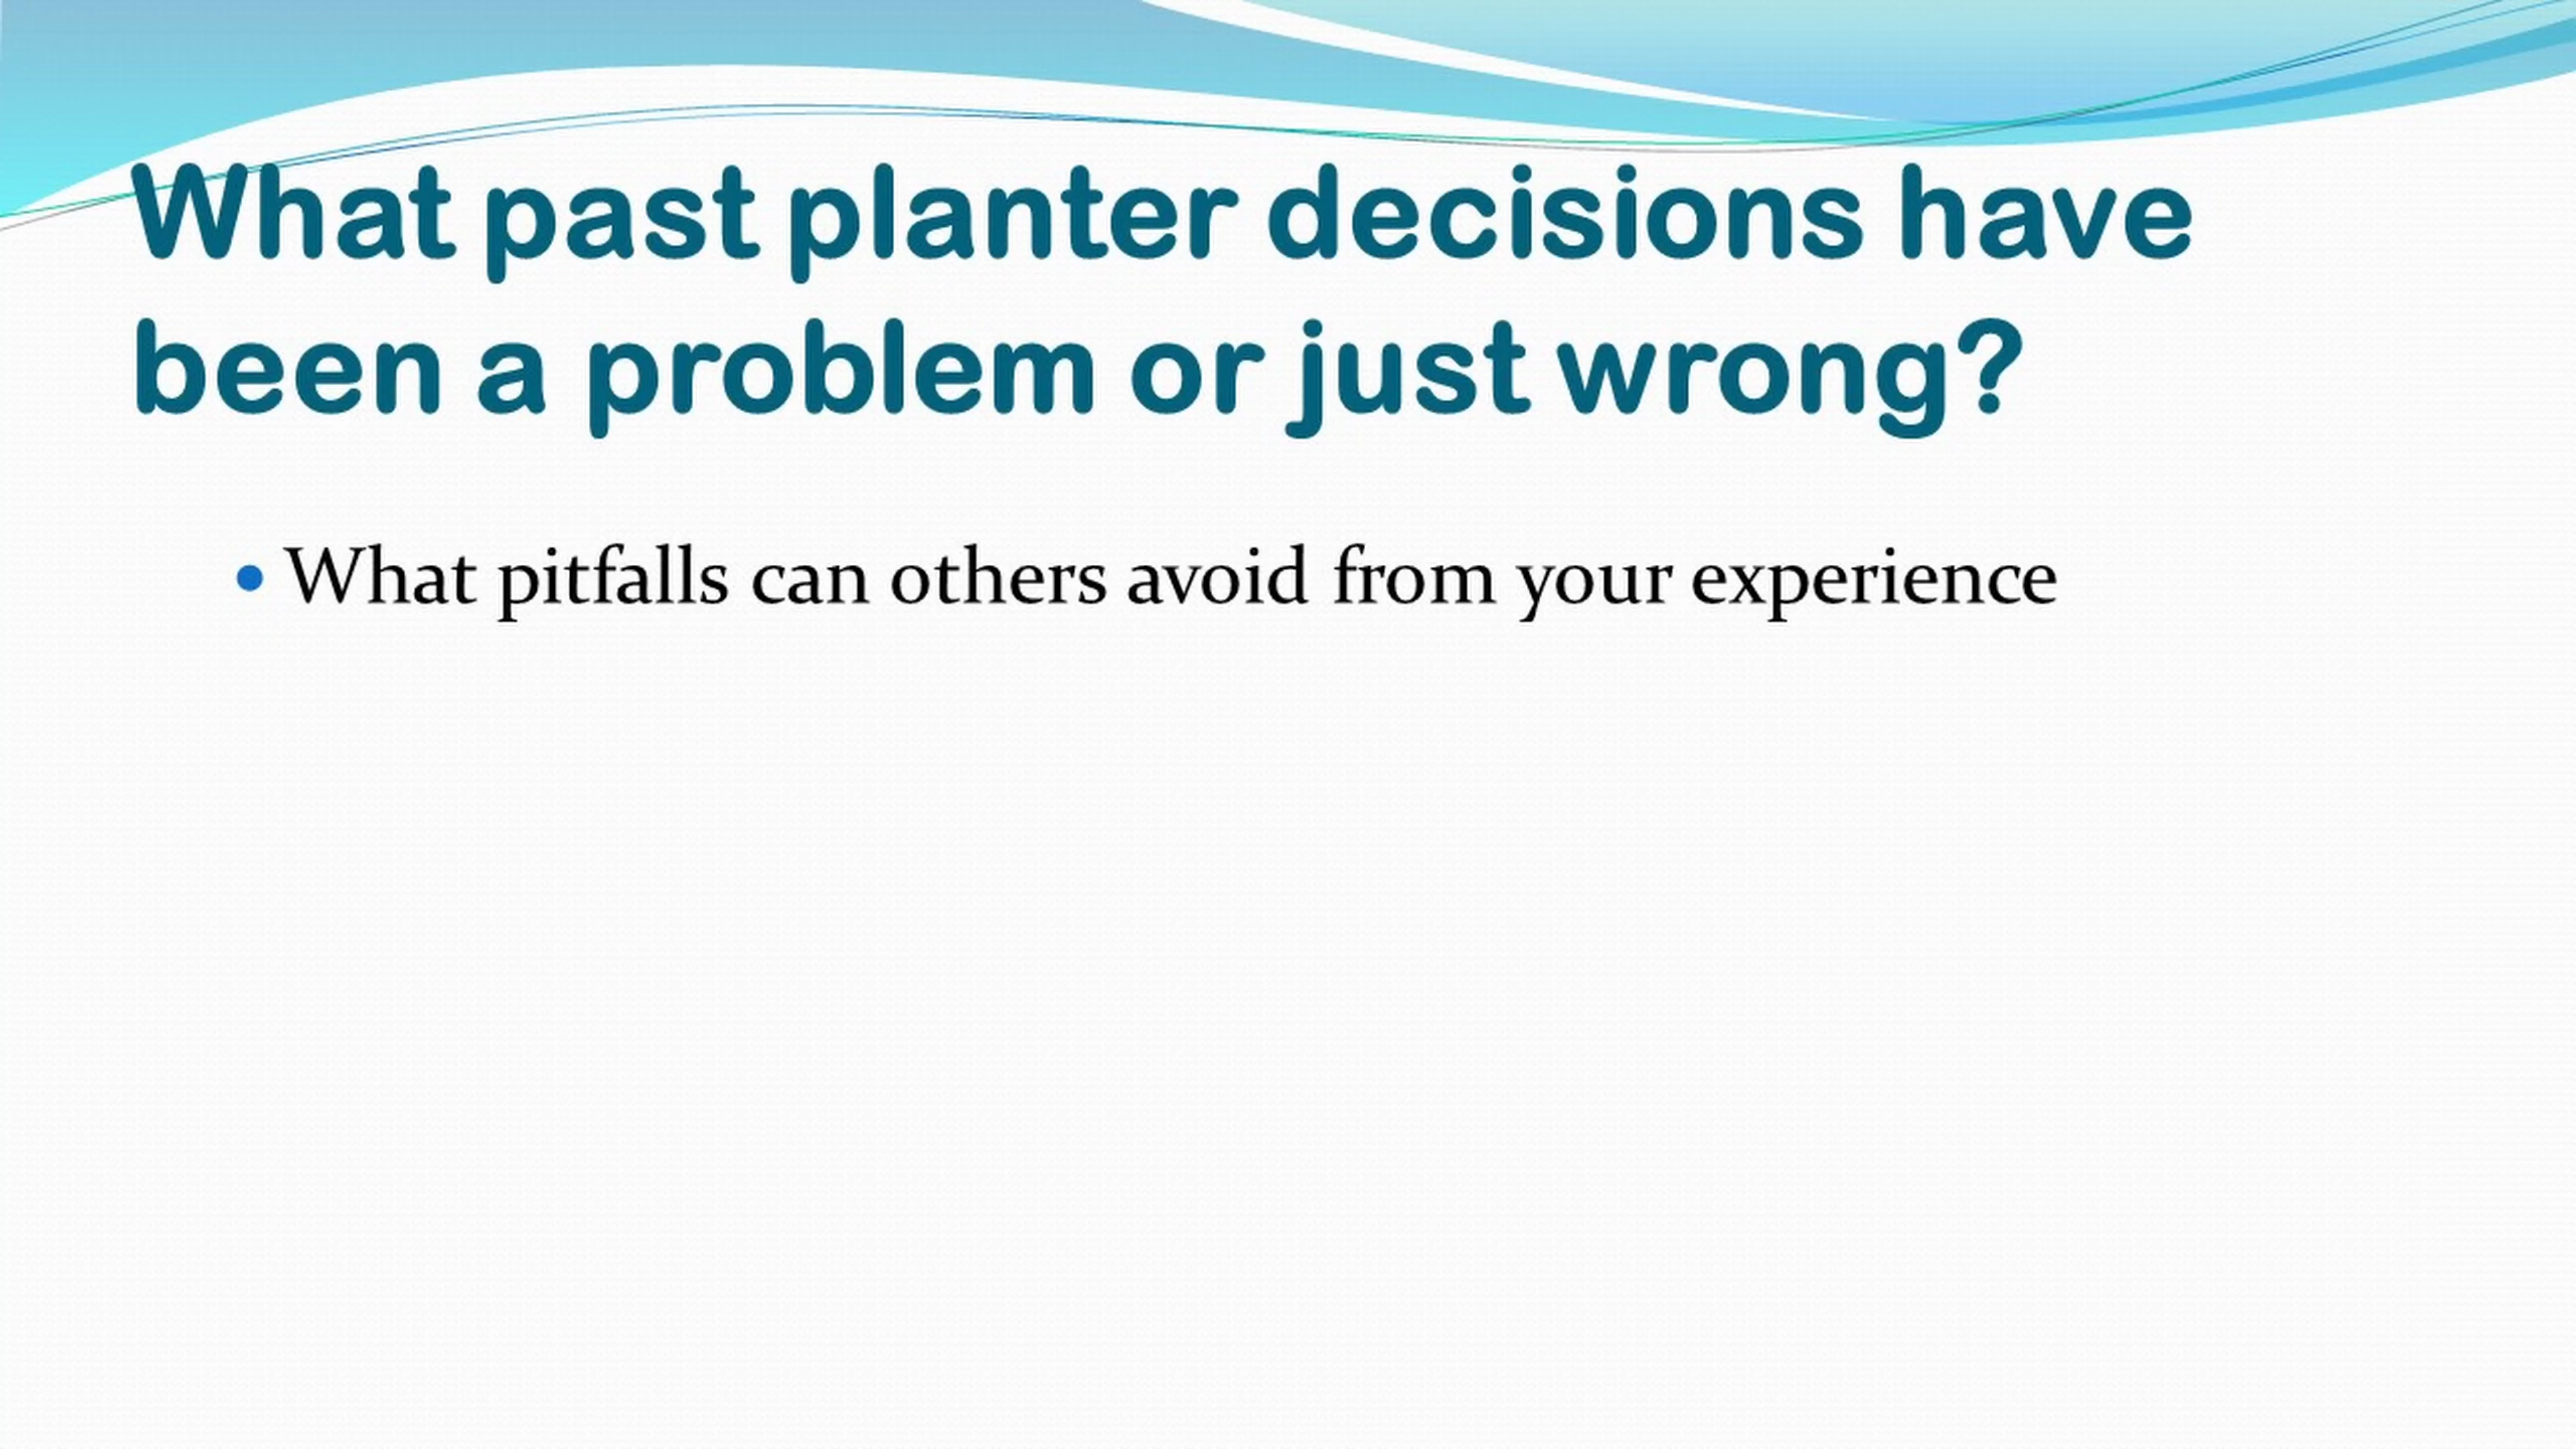 What past planter decisions have
been a problem or just wrong?
• What pitfalls can others avoid from your experience